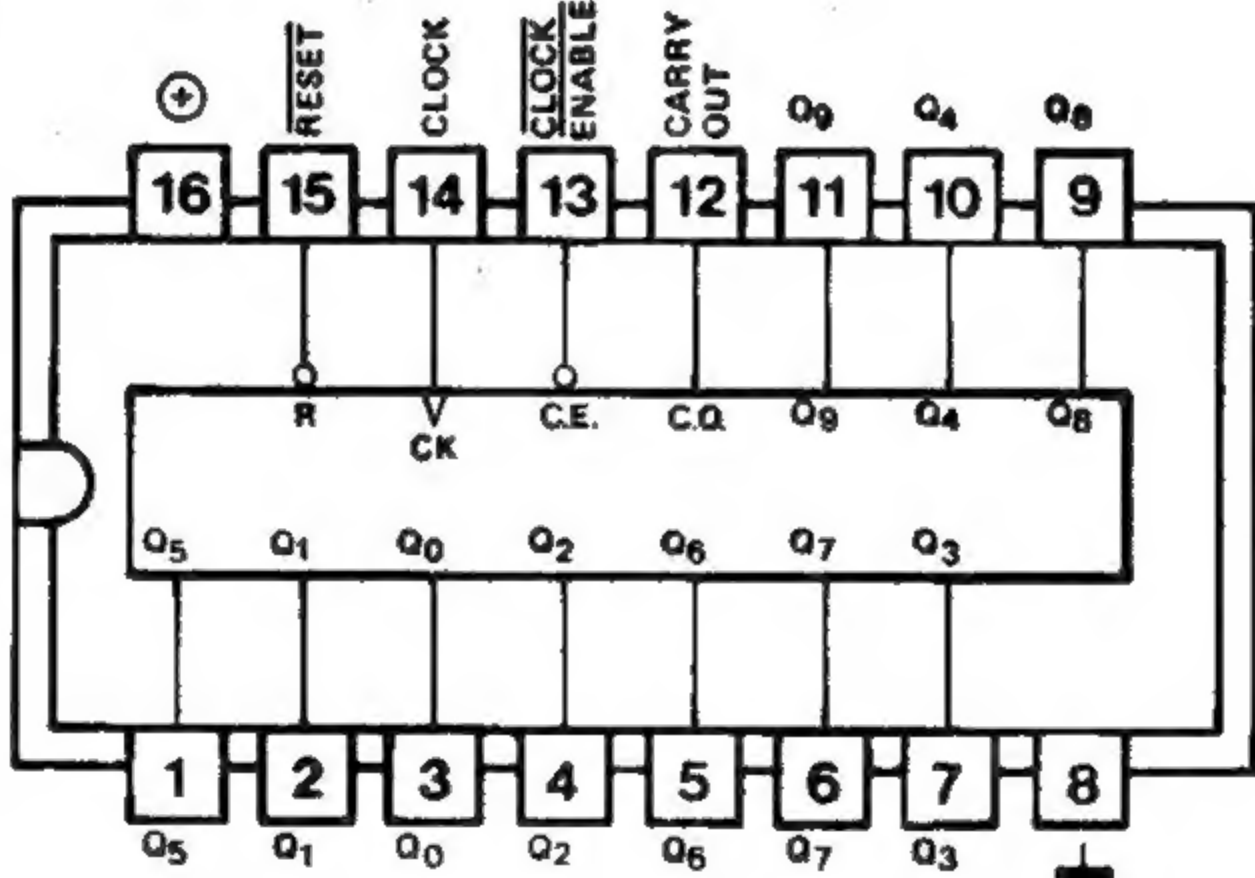 ⊕ RESET CLOCK CLOCK ENABLE CARRY OUT Q9 Q4 Q8
16 15 14 13 12 11 10 9
R CK C.E. C.O. Q9 Q4 Q8
Q5 Q1 Q0 Q2 Q6 Q7 Q3
1 2 3 4 5 6 7 8
Q5 Q1 Q0 Q2 Q6 Q7 Q3